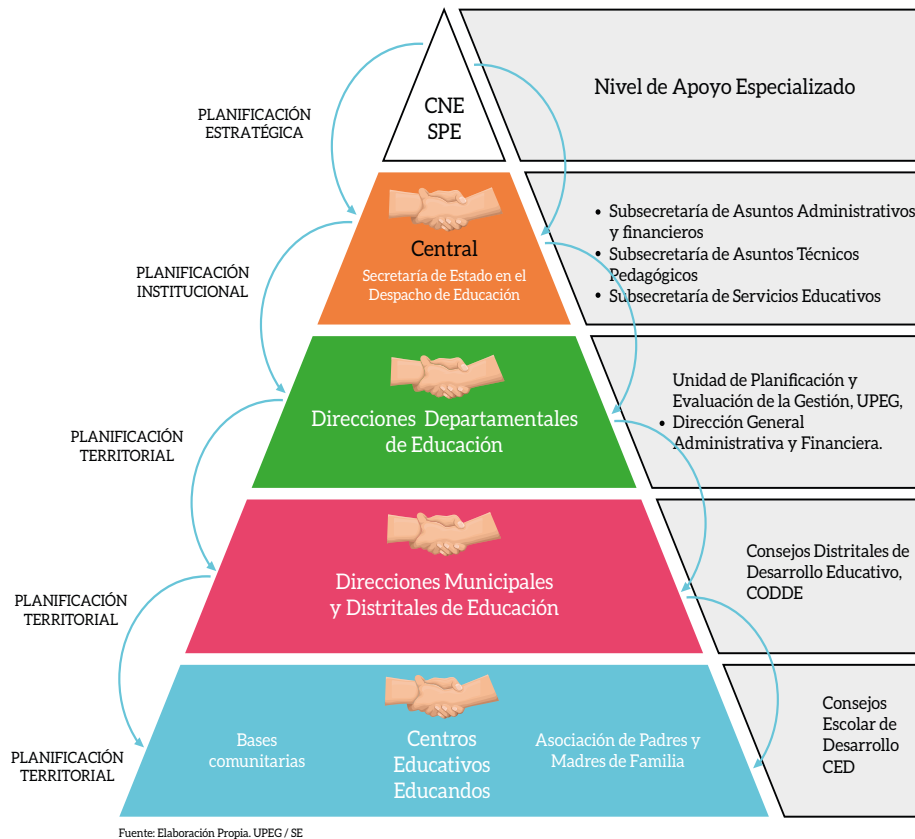 CNE
SPE
Nivel de Apoyo Especializado
PLANIFICACIÓN
ESTRATÉGICA
Central
Secretaría de Estado en el
Despacho de Educación
• Subsecretaría de Asuntos Administrativos
y financieros
• Subsecretaría de Asuntos Técnicos
Pedagógicos
• Subsecretaría de Servicios Educativos
PLANIFICACIÓN
INSTITUCIONAL
Direcciones Departamentales
de Educación
Unidad de Planificación y
Evaluación de la Gestión, UPEG,
• Dirección General
Administrativa y Financiera.
PLANIFICACIÓN
TERRITORIAL
Direcciones Municipales
y Distritales de Educación
Consejos Distritales de
Desarrollo Educativo,
CODDE
PLANIFICACIÓN
TERRITORIAL
Bases
comunitarias
Centros
Educativos
Educandos
Asociación de Padres y
Madres de Familia
Consejos
Escolar de
Desarrollo
CED
PLANIFICACIÓN
TERRITORIAL
Fuente: Elaboración Propia. UPEG / SE